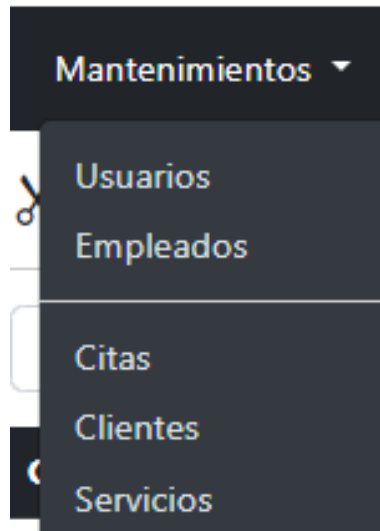 Mantenimientos
Usuarios
Empleados
Citas
Clientes
Servicios